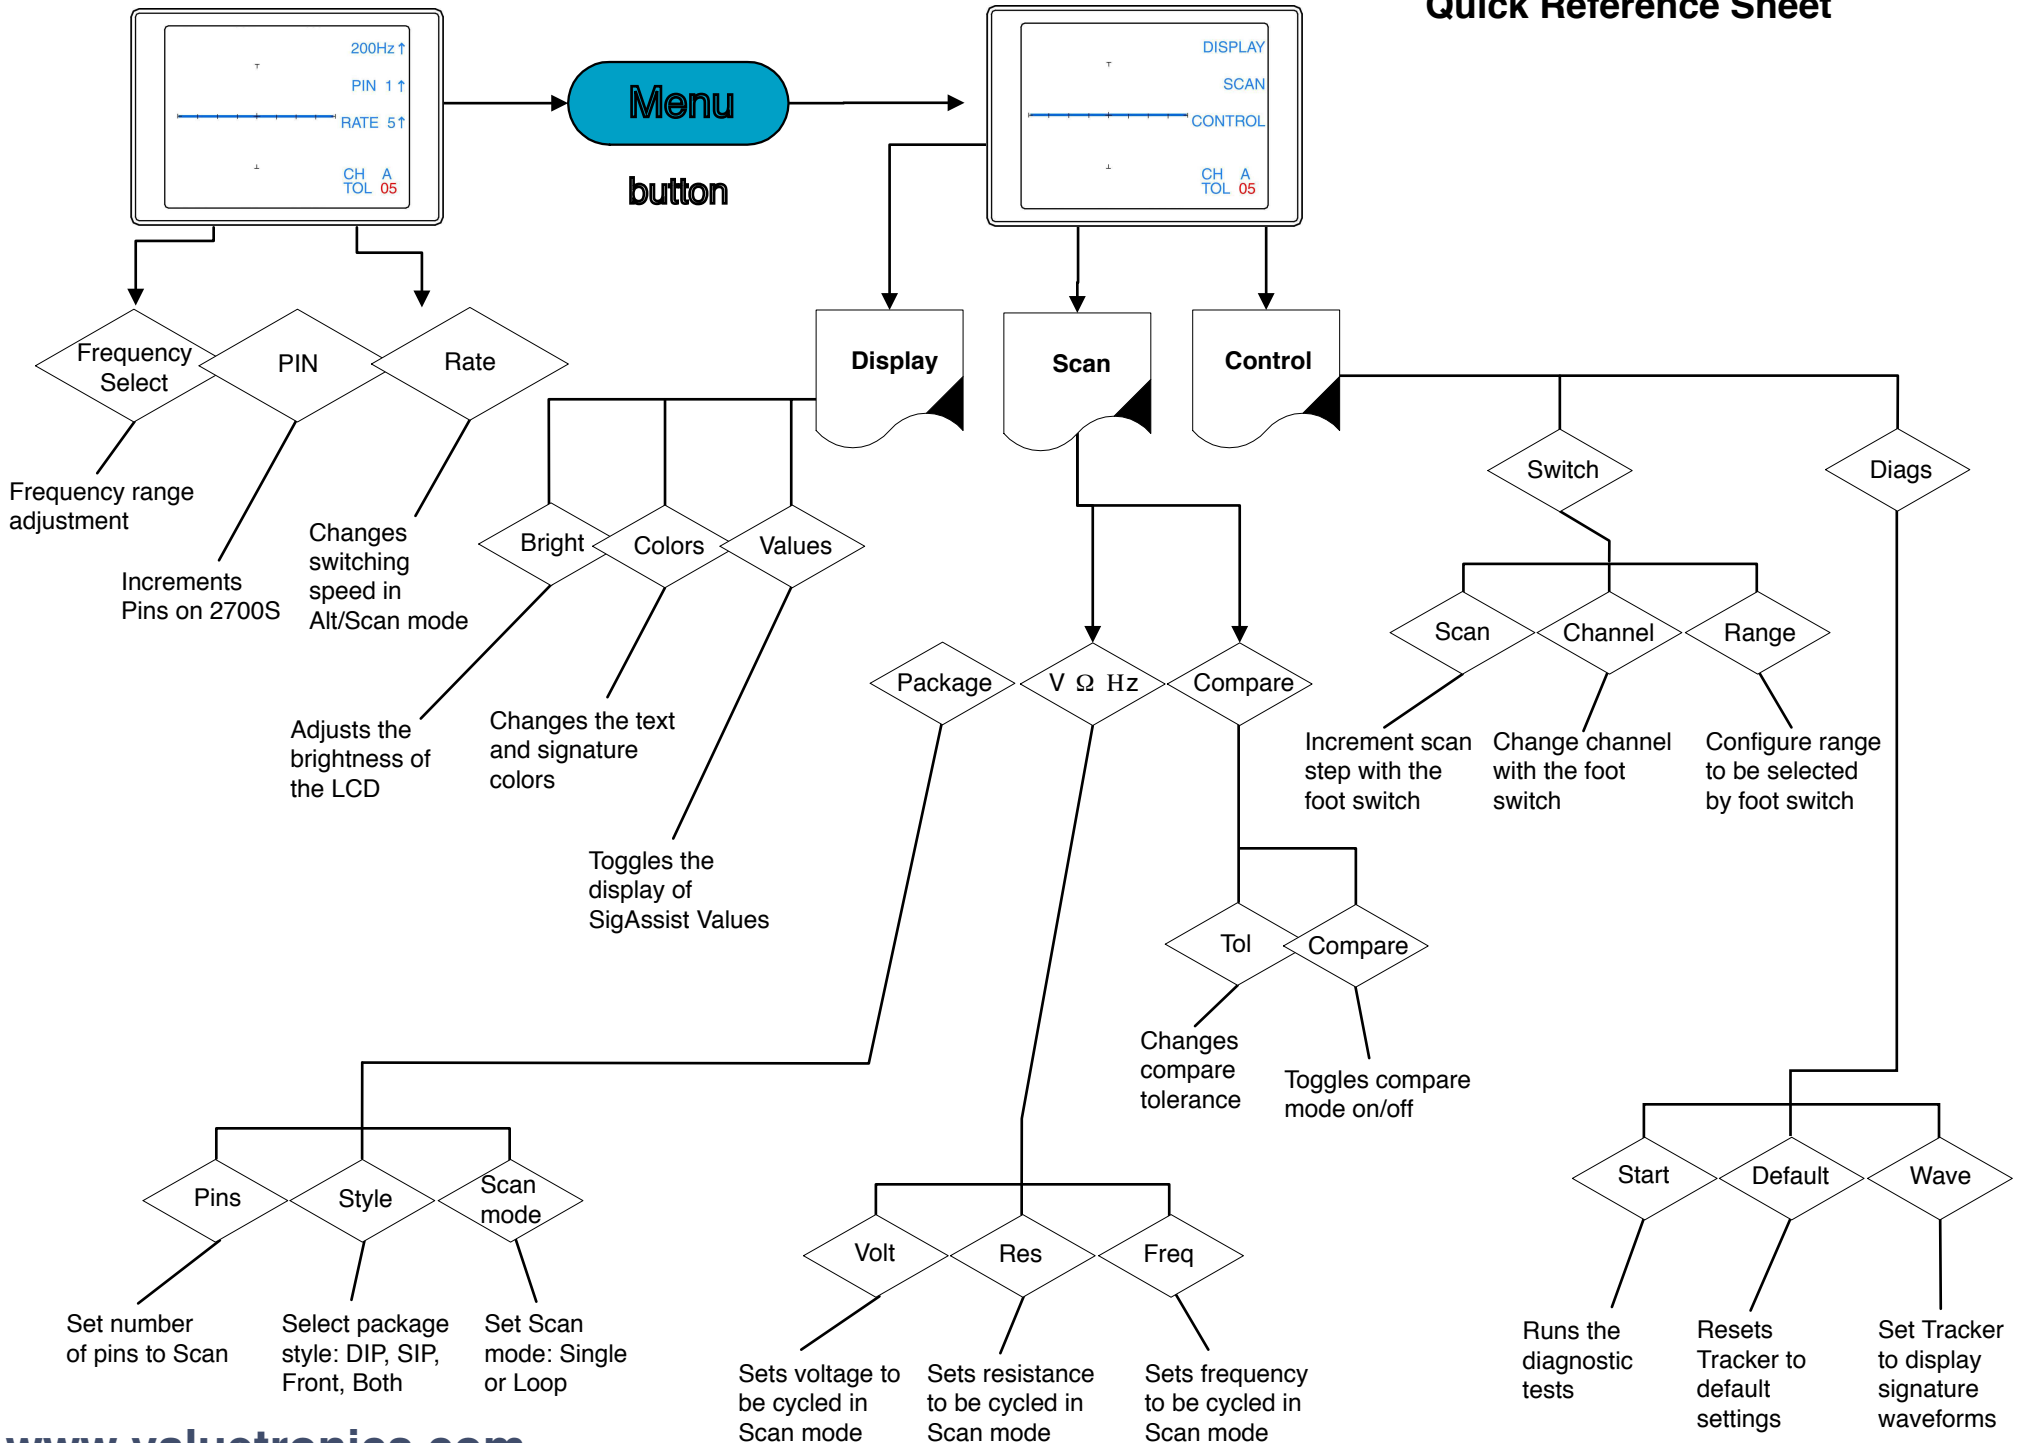 Quick Reference Sheet
200Hz↑
PIN 1↑
RATE 5↑
CH A
TOL 05
Menu
button
DISPLAY
SCAN
CONTROL
CH A
TOL 05
Frequency
Select
PIN
Rate
Display
Scan
Control
Frequency range
adjustment
Increments
Pins on 2700S
Changes
switching
speed in
Alt/Scan mode
Bright
Colors
Values
Switch
Diags
Adjusts the
brightness of
the LCD
Changes the text
and signature
colors
Toggles the
display of
SigAssist Values
Package
V Ω Hz
Compare
Scan
Channel
Range
Increment scan
step with the
foot switch
Change channel
with the foot
switch
Configure range
to be selected
by foot switch
Tol
Compare
Changes
compare
tolerance
Toggles compare
mode on/off
Pins
Style
Scan
mode
Volt
Res
Freq
Start
Default
Wave
Set number
of pins to Scan
Select package
style: DIP, SIP,
Front, Both
Set Scan
mode: Single
or Loop
Sets voltage to
be cycled in
Scan mode
Sets resistance
to be cycled in
Scan mode
Sets frequency
to be cycled in
Scan mode
Runs the
diagnostic
tests
Resets
Tracker to
default
settings
Set Tracker
to display
signature
waveforms
www.valuetronics.com